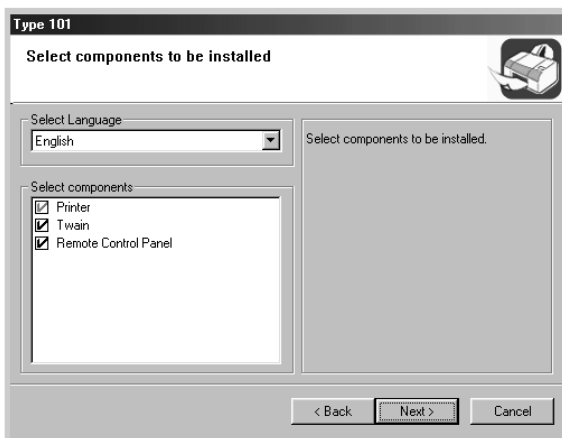 Type 101
Select components to be installed
Select Language
English
Select components to be installed.
Select components
Printer
Twain
Remote Control Panel
< Back
Next >
Cancel